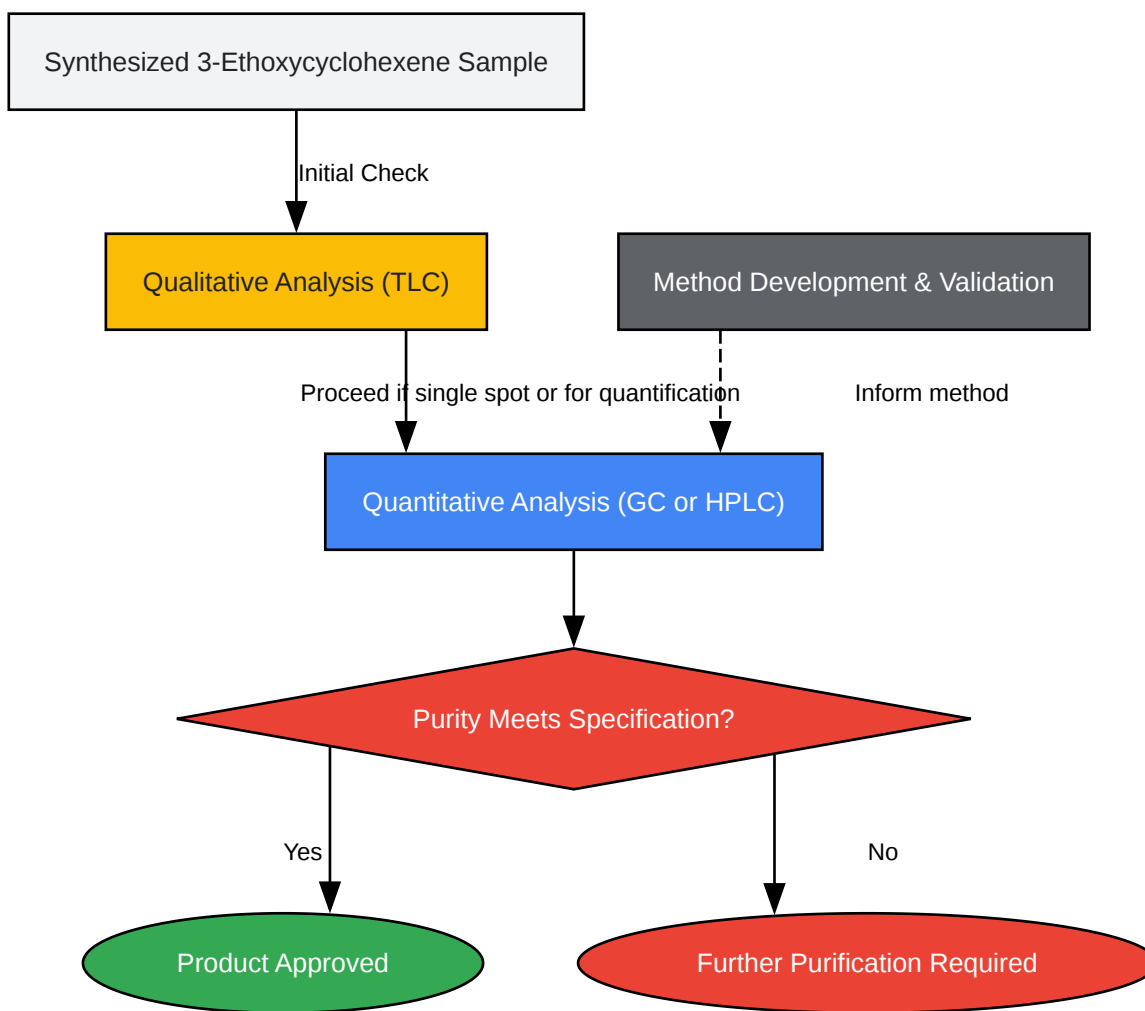 Synthesized 3-Ethoxycyclohexene Sample
Initial Check
Qualitative Analysis (TLC)
Method Development & Validation
Proceed if single spot or for quantification
Inform method
Quantitative Analysis (GC or HPLC)
Purity Meets Specification?
Yes
No
Product Approved
Further Purification Required